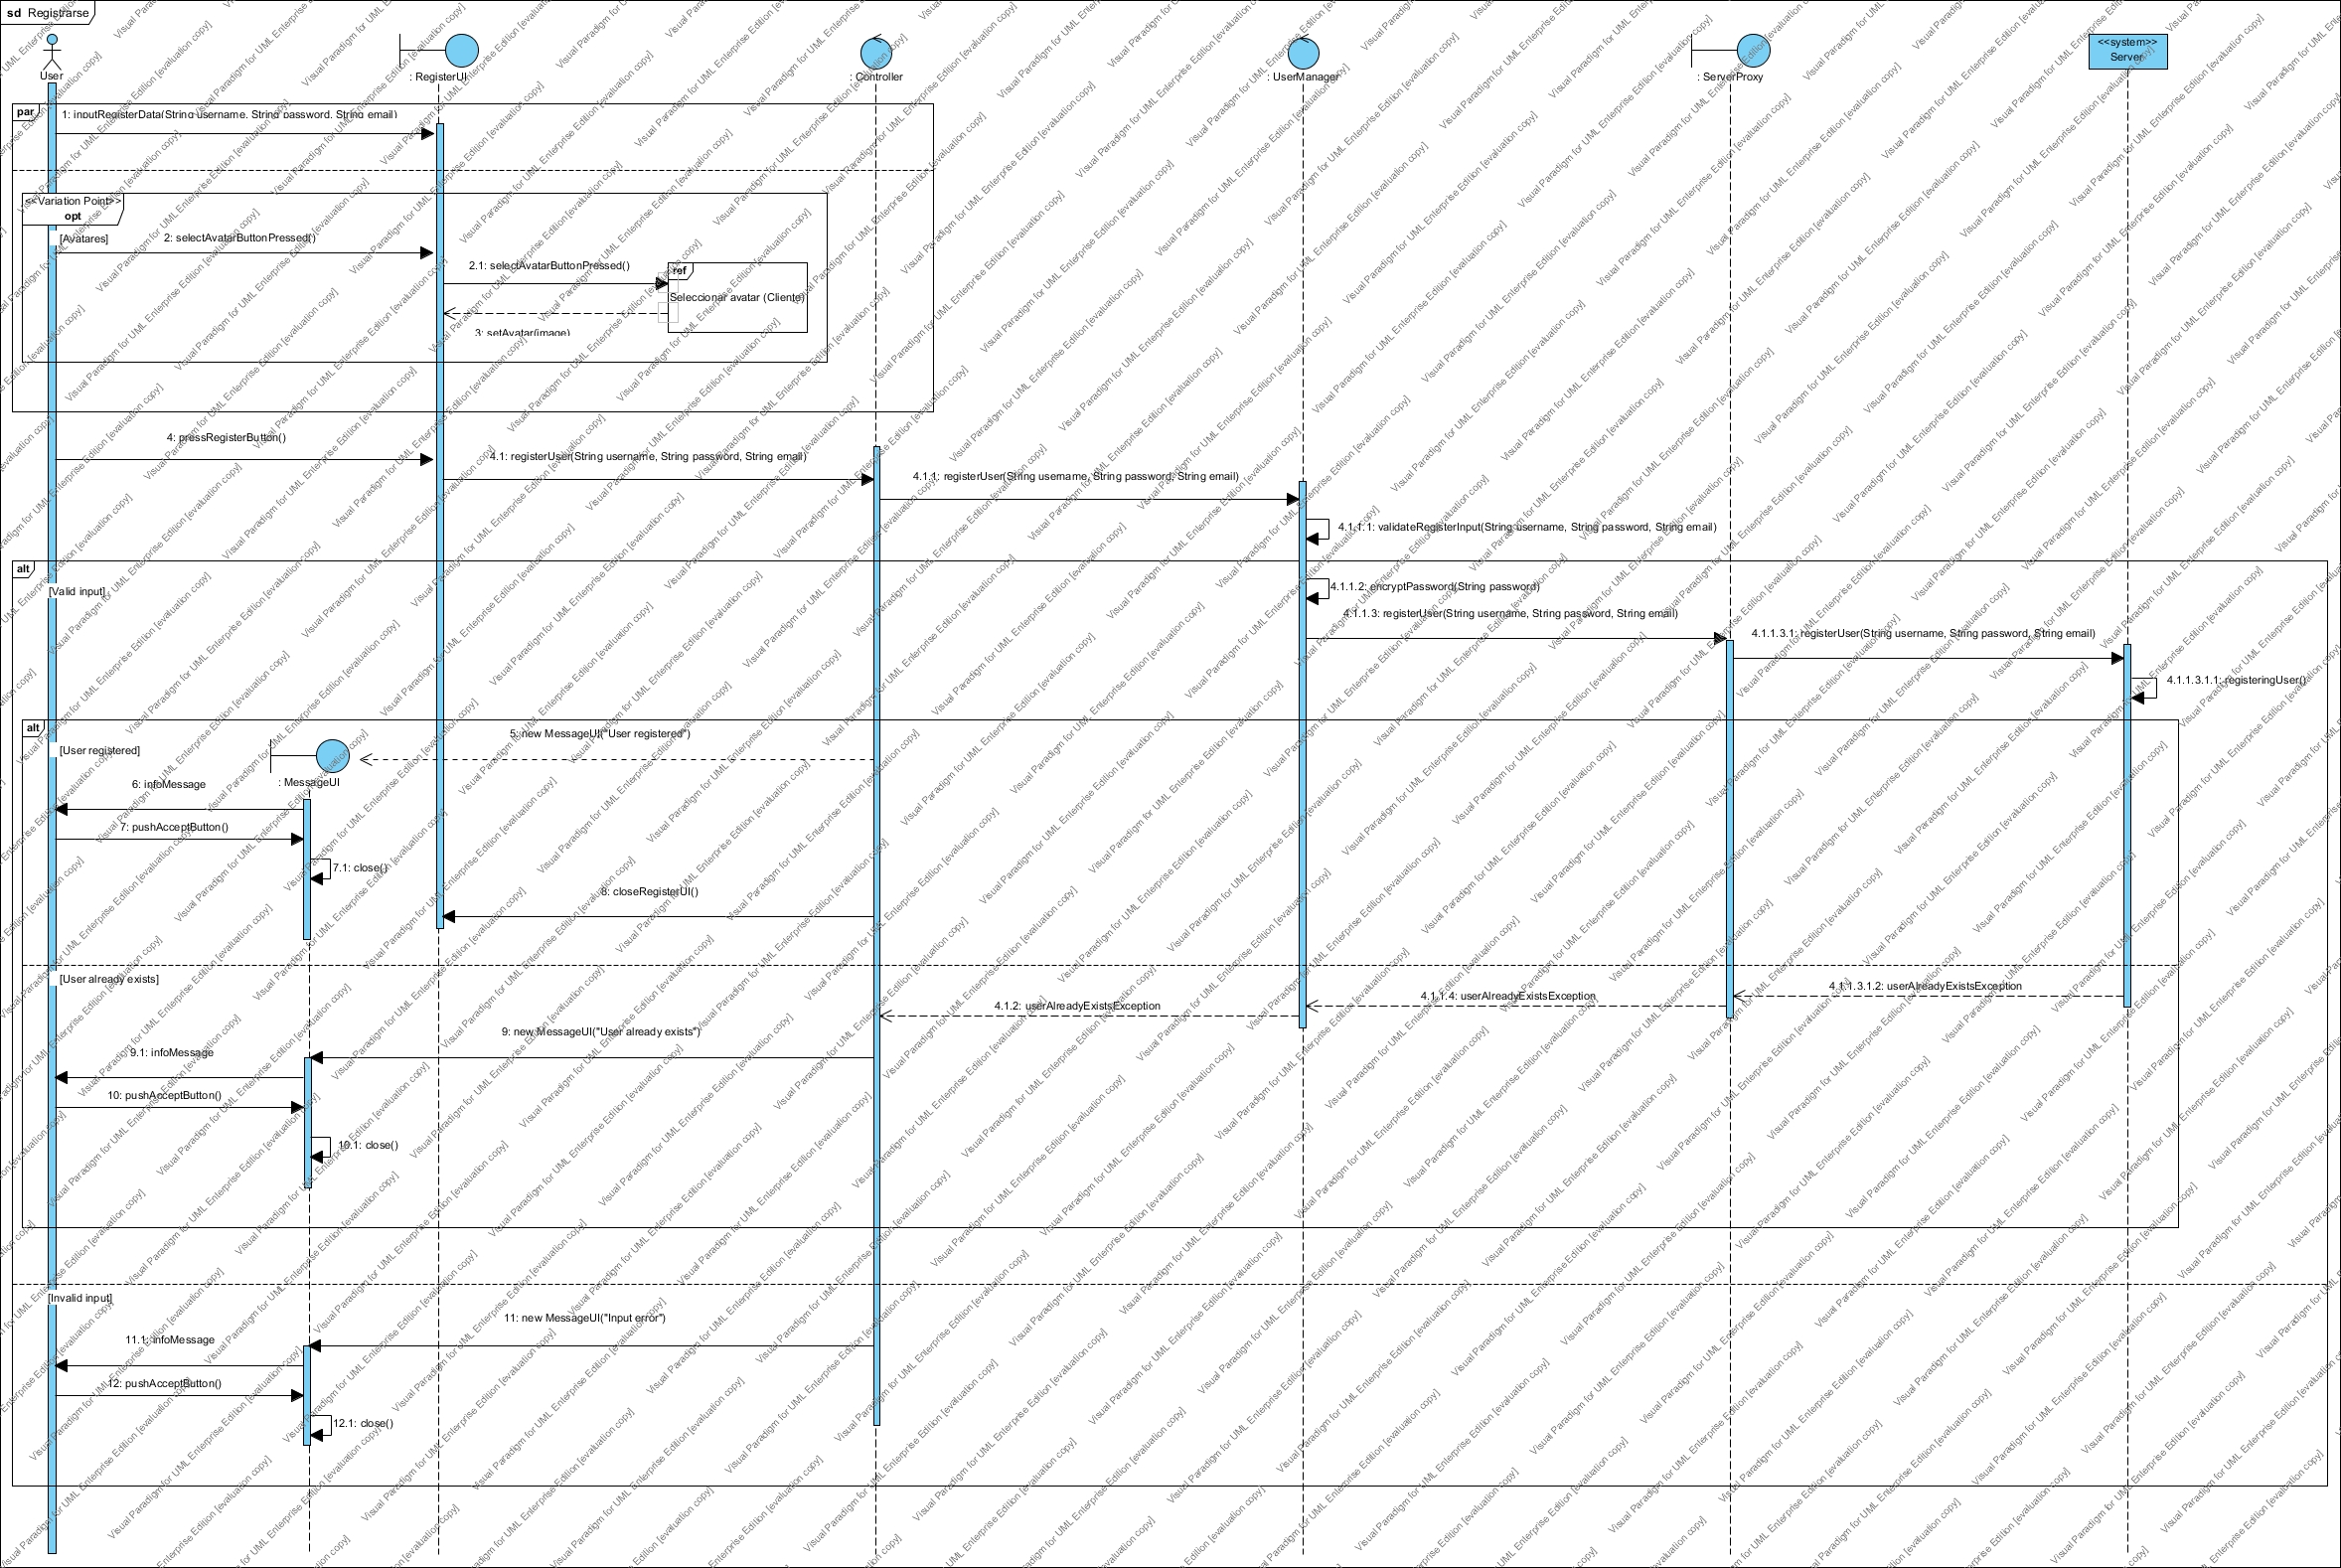 sd Registrarse
User
: RegisterUI
: Controller
: UserManager
: ServerProxy
<<system>>
Server
par
1: inputRegisterData(String username, String password, String email)
<<Variation Point>>
opt
[Avatares]
2: selectAvatarButtonPressed()
2.1: selectAvatarButtonPressed()
ref
Seleccionar avatar (Cliente)
3: setAvatar(image)
4: pressRegisterButton()
4.1: registerUser(String username, String password, String email)
4.1.1: registerUser(String username, String password, String email)
4.1.1.1: validateRegisterInput(String username, String password, String email)
alt
[Valid input]
4.1.1.2: encryptPassword(String password)
4.1.1.3: registerUser(String username, String password, String email)
4.1.1.3.1: registerUser(String username, String password, String email)
4.1.1.3.1.1: registeringUser()
alt
[User registered]
5: new MessageUI("User registered")
: MessageUI
6: infoMessage
7: pushAcceptButton()
7.1: close()
8: closeRegisterUI()
[User already exists]
4.1.1.3.1.2: userAlreadyExistsException
4.1.1.4: userAlreadyExistsException
4.1.2: userAlreadyExistsException
9: new MessageUI("User already exists")
9.1: infoMessage
10: pushAcceptButton()
10.1: close()
[Invalid input]
11: new MessageUI("Input error")
11.1: infoMessage
12: pushAcceptButton()
12.1: close()
Visual Paradigm for UML Enterprise Edition [evaluation copy]